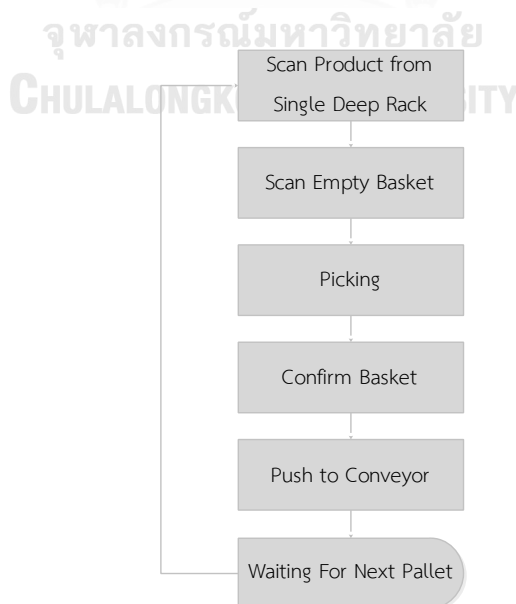 จุฬาลงกรณ์มหาวิทยาลัย
Scan Product from
CHULALONGK ITY
Single Deep Rack
Scan Empty Basket
Picking
Confirm Basket
Push to Conveyor
Waiting For Next Pallet